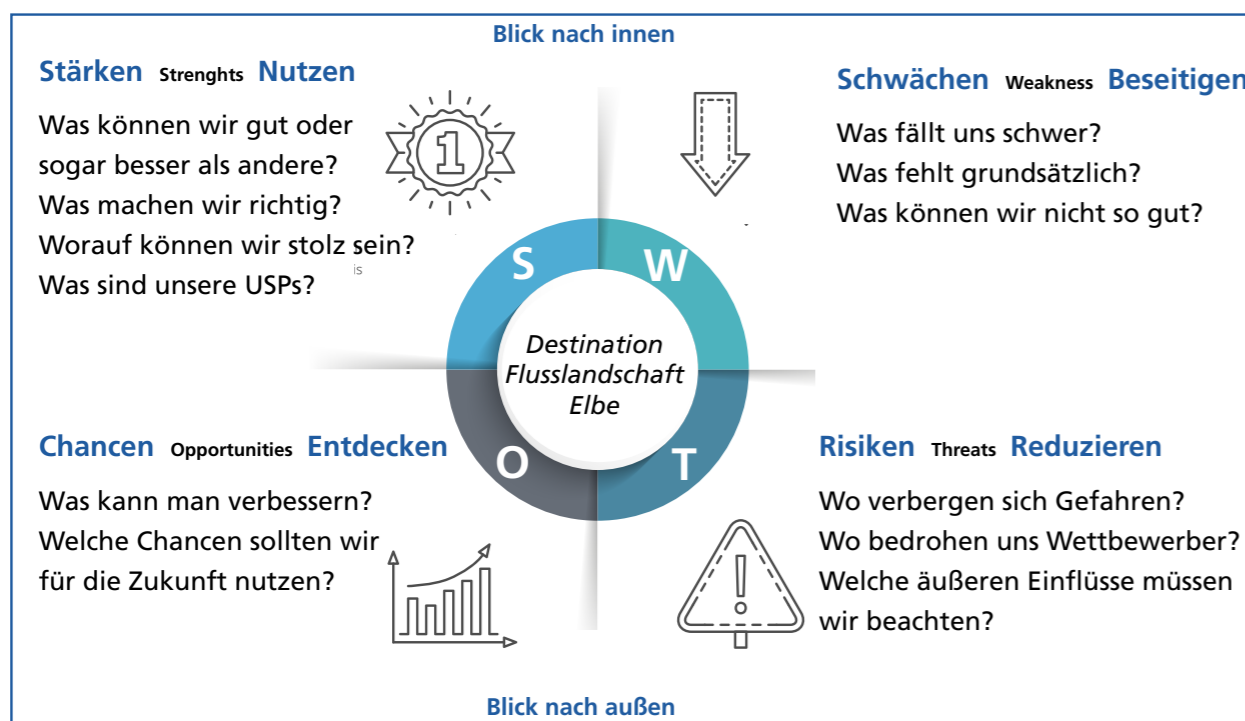 Blick nach innen
Stärken Strenghts Nutzen
Was können wir gut oder
sogar besser als andere?
Was machen wir richtig?
Worauf können wir stolz sein?
is
Was sind unsere USPs?
1
Schwächen Weakness Beseitigen
Was fällt uns schwer?
Was fehlt grundsätzlich?
Was können wir nicht so gut?
S
W
Destination
Flusslandschaft
Elbe
O
T
Chancen Opportunities Entdecken
Was kann man verbessern?
Welche Chancen sollten wir
für die Zukunft nutzen?
Risiken Threats Reduzieren
Wo verbergen sich Gefahren?
Wo bedrohen uns Wettbewerber?
Welche äußeren Einflüsse müssen
wir beachten?
!
Blick nach außen